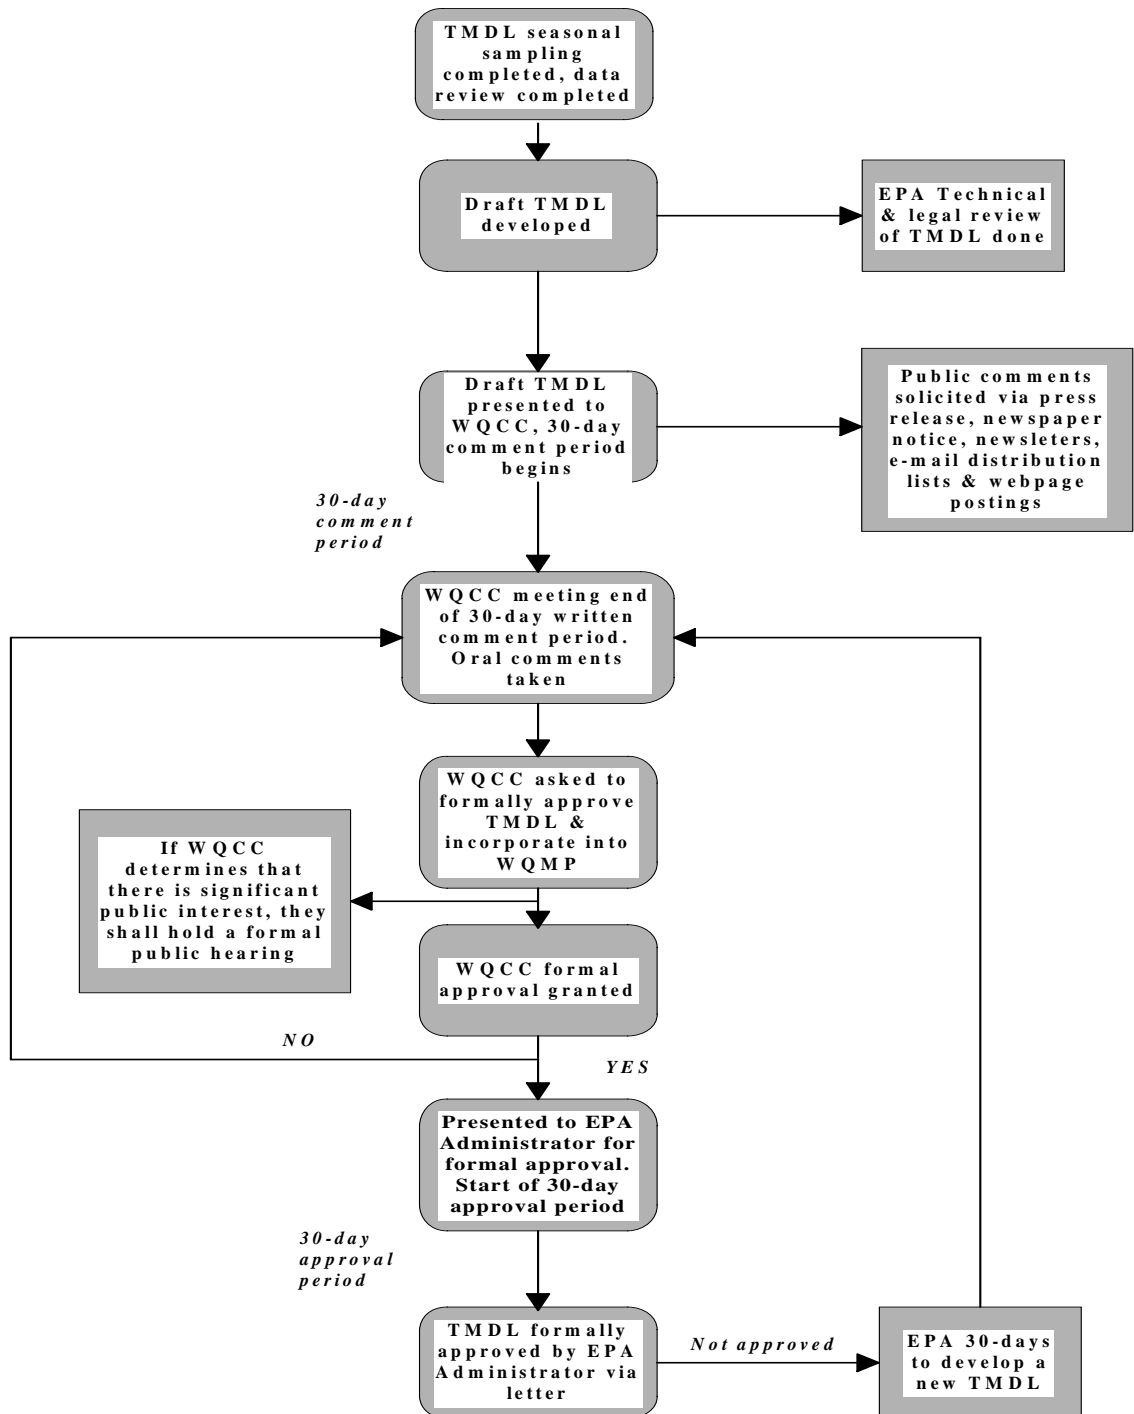 TMDL seasonal
sampling
completed, data
review completed
Draft TMDL
developed
EPA Technical
& legal review
of TMDL done
Draft TMDL
presented to
WQCC, 30-day
comment period
begins
Public comments
solicited via press
release, newspaper
notice, newsleters,
e-mail distribution
lists & webpage
postings
30-day
comment
period
WQCC meeting end
of 30-day written
comment period.
Oral comments
taken
WQCC asked to
formally approve
TMDL &
incorporate into
WQMP
If WQCC
determines that
there is significant
public interest, they
shall hold a formal
public hearing
WQCC formal
approval granted
NO
YES
Presented to EPA
Administrator for
formal approval.
Start of 30-day
approval period
30-day
approval
period
TMDL formally
approved by EPA
Administrator via
letter
Not approved
EPA 30-days
to develop a
new TMDL